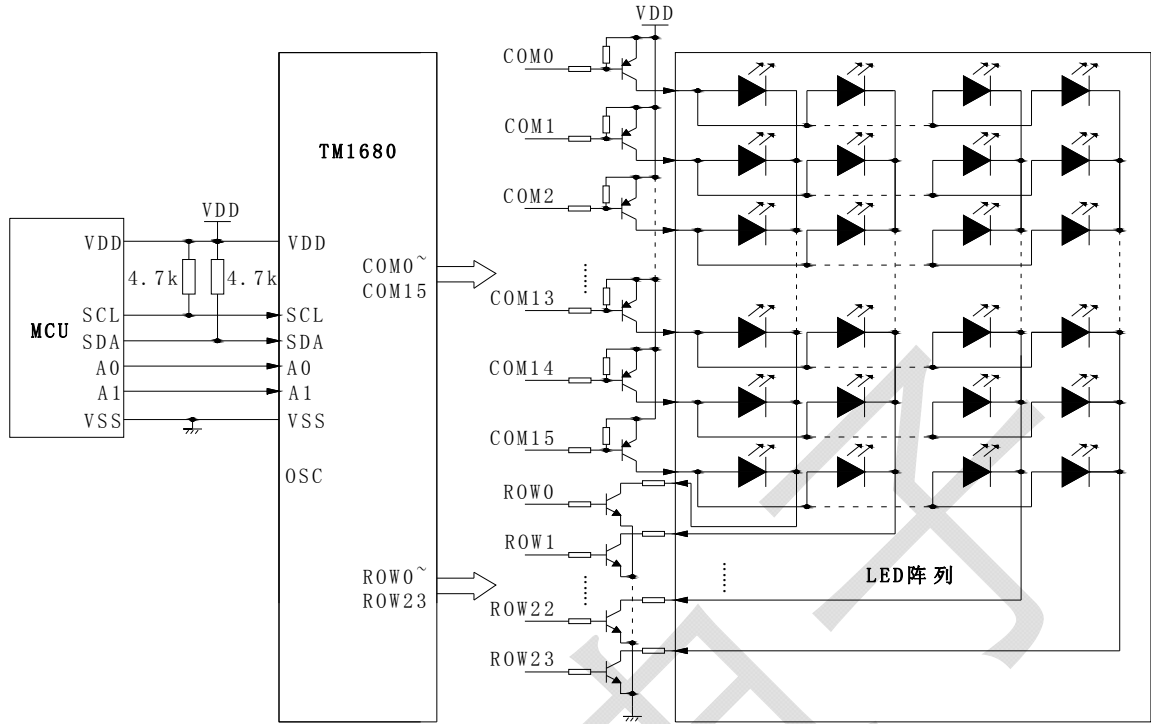 VDD
COM0
COM1
COM2
COM13
COM14
COM15
ROW0
ROW1
ROW22
ROW23
TM1680
VDD
VDD
VDD
4.7k
4.7k
COM0~
COM15
MCU
SCL
SCL
SDA
SDA
A0
A0
A1
A1
VSS
VSS
OSC
ROW0~
ROW23
LED阵列
子